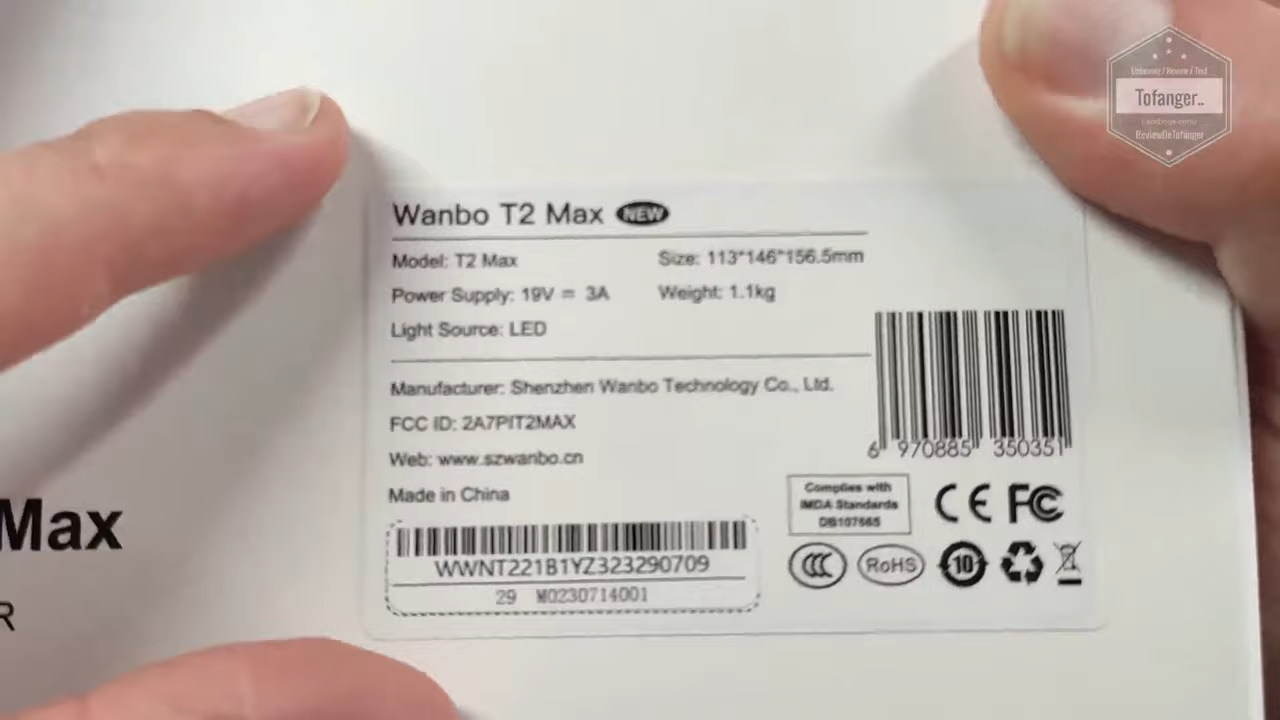 Unboxing / Review / Test
Tofanger..
ReviewDeTofanger
Wanbo T2 Max NEW
Model: T2 Max
Size: 113*146*156.5mm
Power Supply: 19V = 3A
Weight: 1.1kg
Light Source: LED
Manufacturer: Shenzhen Wanbo Technology Co., Ltd.
FCC ID: 2A7PIT2MAX
Web: www.szwanbo.cn
Made in China
6 970885 350351
Complies with
IMDA Standards
DB107665
CE FC
CCC RoHS 10
WWNT221B1YZ323290709
29 M0230714001
Max
R